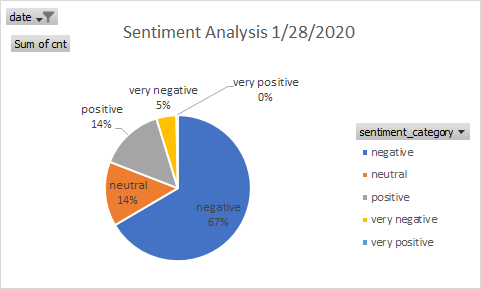 date
Sentiment Analysis 1/28/2020
Sum of cnt
very positive
0%
very negative
5%
positive
14%
neutral
14%
negative
67%
sentiment_category
negative
neutral
positive
very negative
very positive